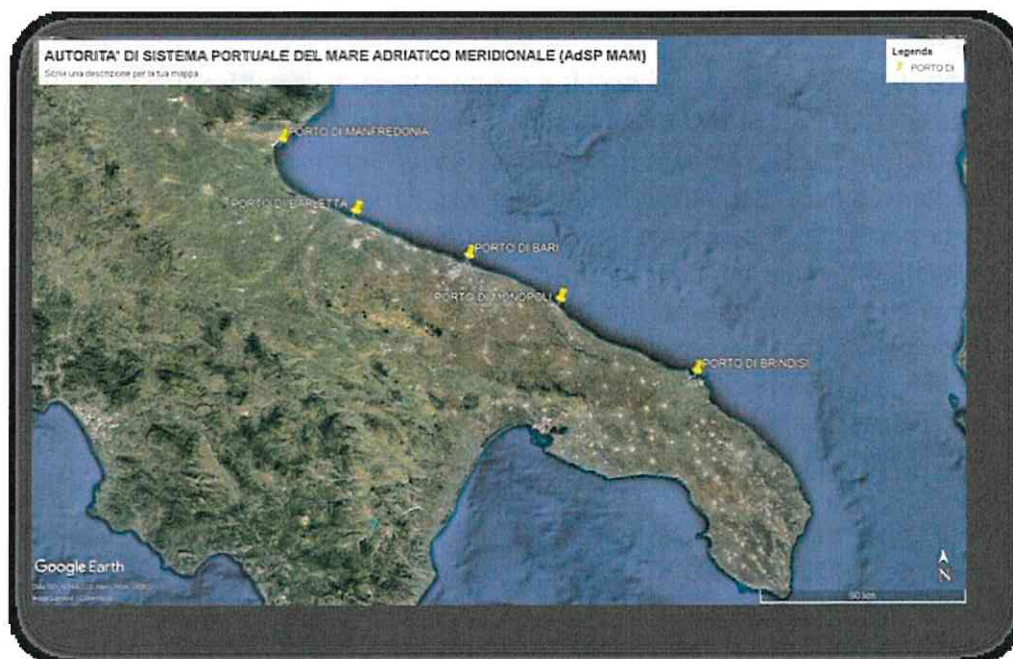 AUTORITA' DI SISTEMA PORTUALE DEL MARE ADRIATICO MERIDIONALE (AdSP MAM)
Scrivi una descrizione per la tua mappa
Legenda
PORTO DI
PORTO DI MANFREDONIA
PORTO DI BARLETTA
PORTO DI BARI
PORTO DI MONOPOLI
PORTO DI BRINDISI
Google Earth
N
90 km